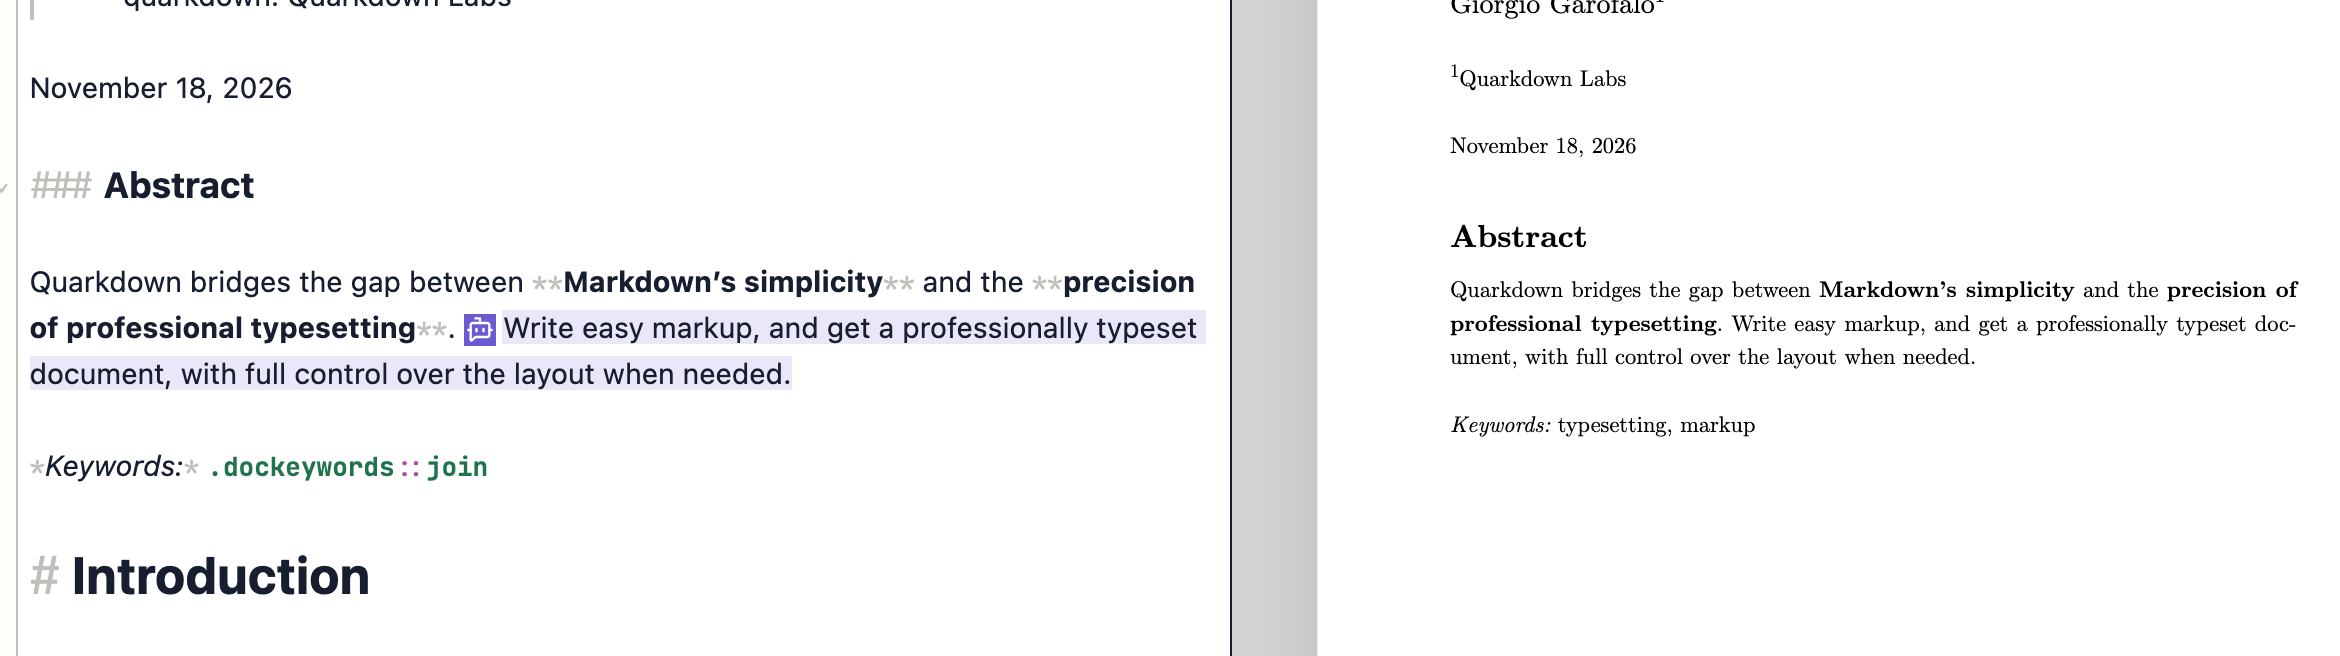 quarkdown: Quarkdown Labs
November 18, 2026
### Abstract
Quarkdown bridges the gap between **Markdown's simplicity** and the **precision
of professional typesetting**. Write easy markup, and get a professionally typeset
document, with full control over the layout when needed.
*Keywords:* .dockeywords::join
# Introduction
Giorgio Garofalo¹
¹Quarkdown Labs
November 18, 2026
Abstract
Quarkdown bridges the gap between Markdown's simplicity and the precision of
professional typesetting. Write easy markup, and get a professionally typeset doc-
ument, with full control over the layout when needed.
Keywords: typesetting, markup